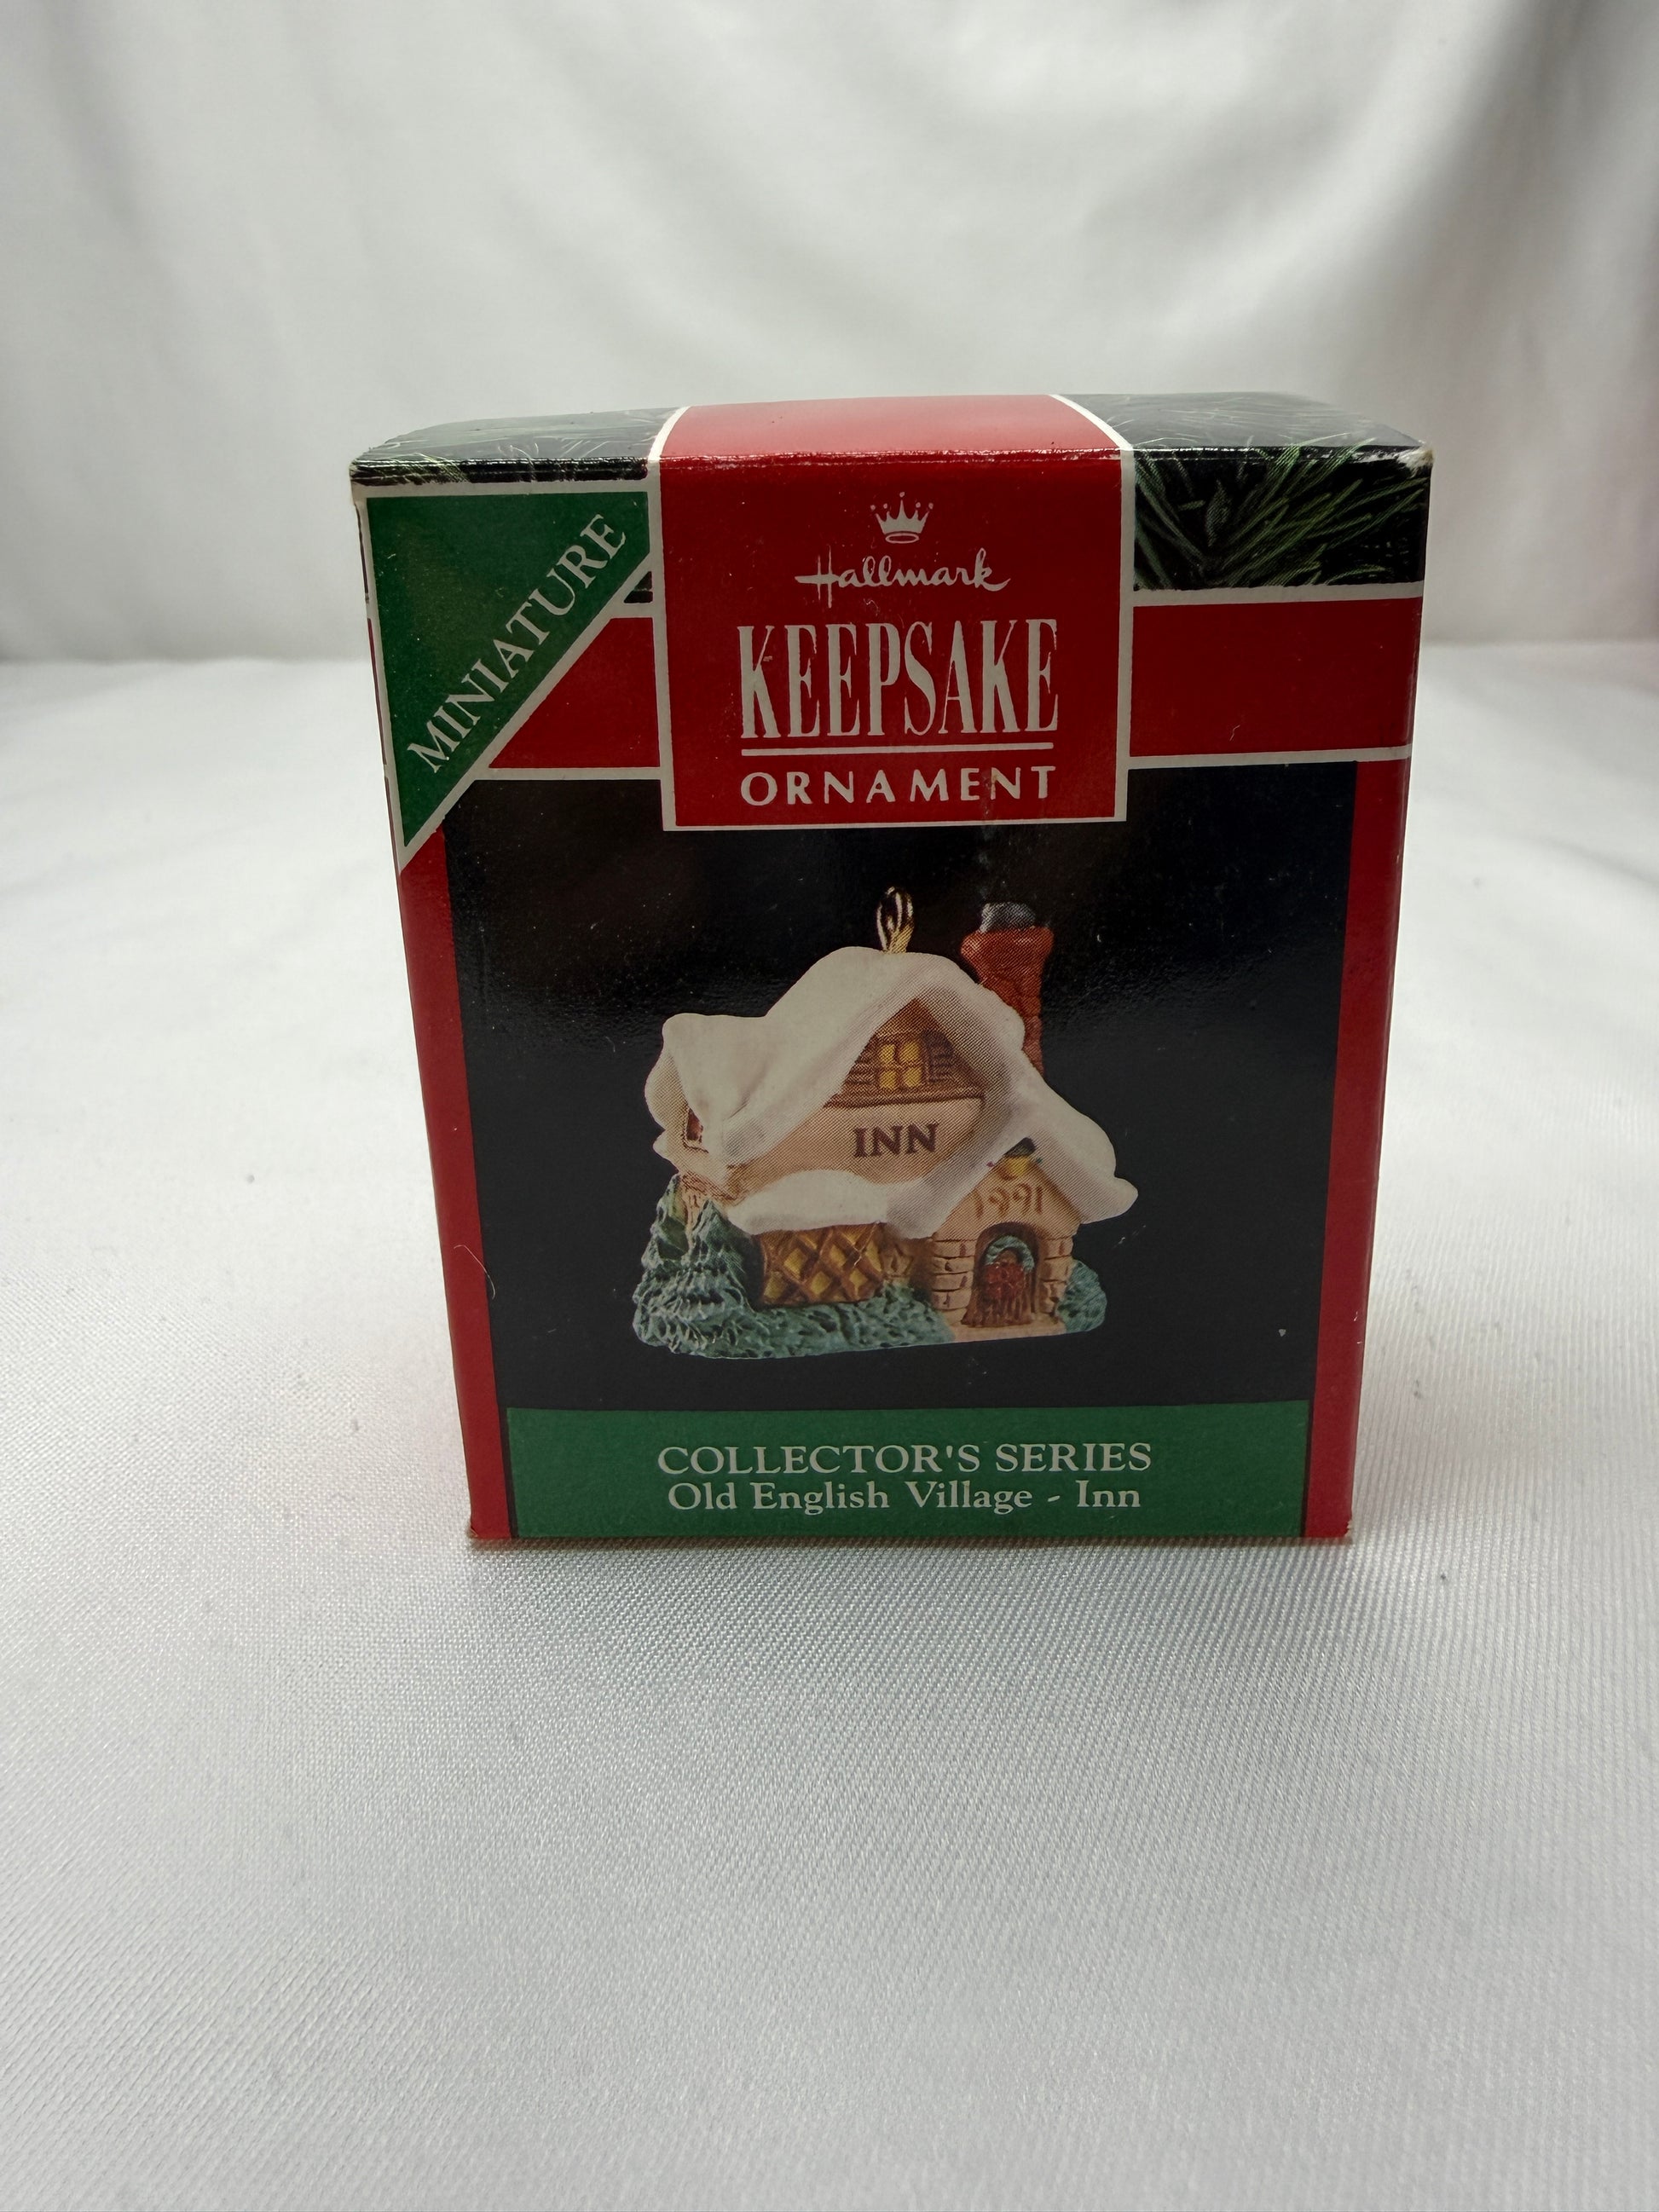 MINIATURE
Hallmark
KEEPSAKE
ORNAMENT
INN
1991
COLLECTOR'S SERIES
Old English Village - Inn